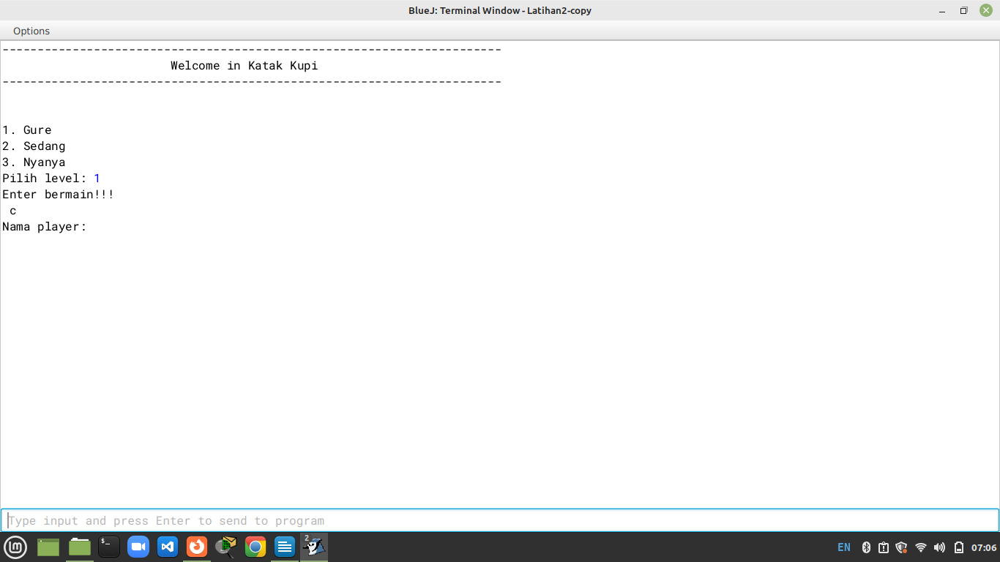 BlueJ: Terminal Window - Latihan2-copy
Options
-----------------------------------------------------------------------
Welcome in Katak Kupi
-----------------------------------------------------------------------
1. Gure
2. Sedang
3. Nyanya
Pilih level: 1
Enter bermain!!!
c
Nama player:
Type input and press Enter to send to program
$_
2
EN
07:06